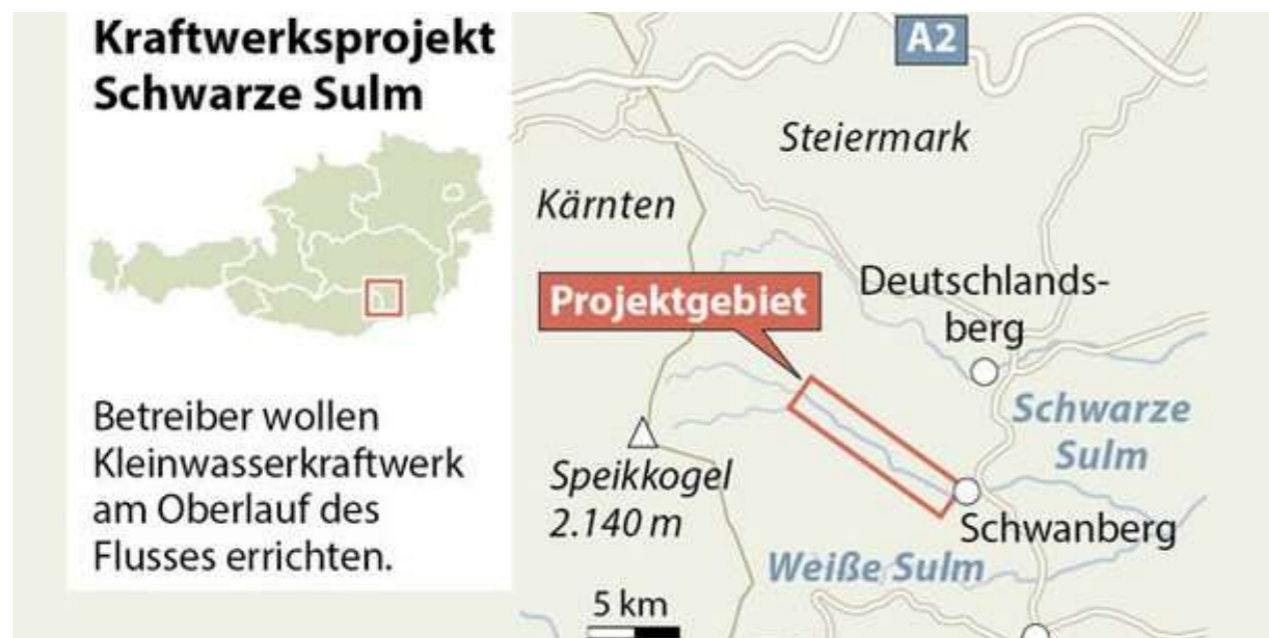 Kraftwerksprojekt
Schwarze Sulm
Betreiber wollen
Kleinwasserkraftwerk
am Oberlauf des
Flusses errichten.
A2
Steiermark
Kärnten
Projektgebiet
Deutschlands-
berg
Schwarze
Sulm
Speikkogel
2.140 m
Schwanberg
Weiße Sulm
5 km